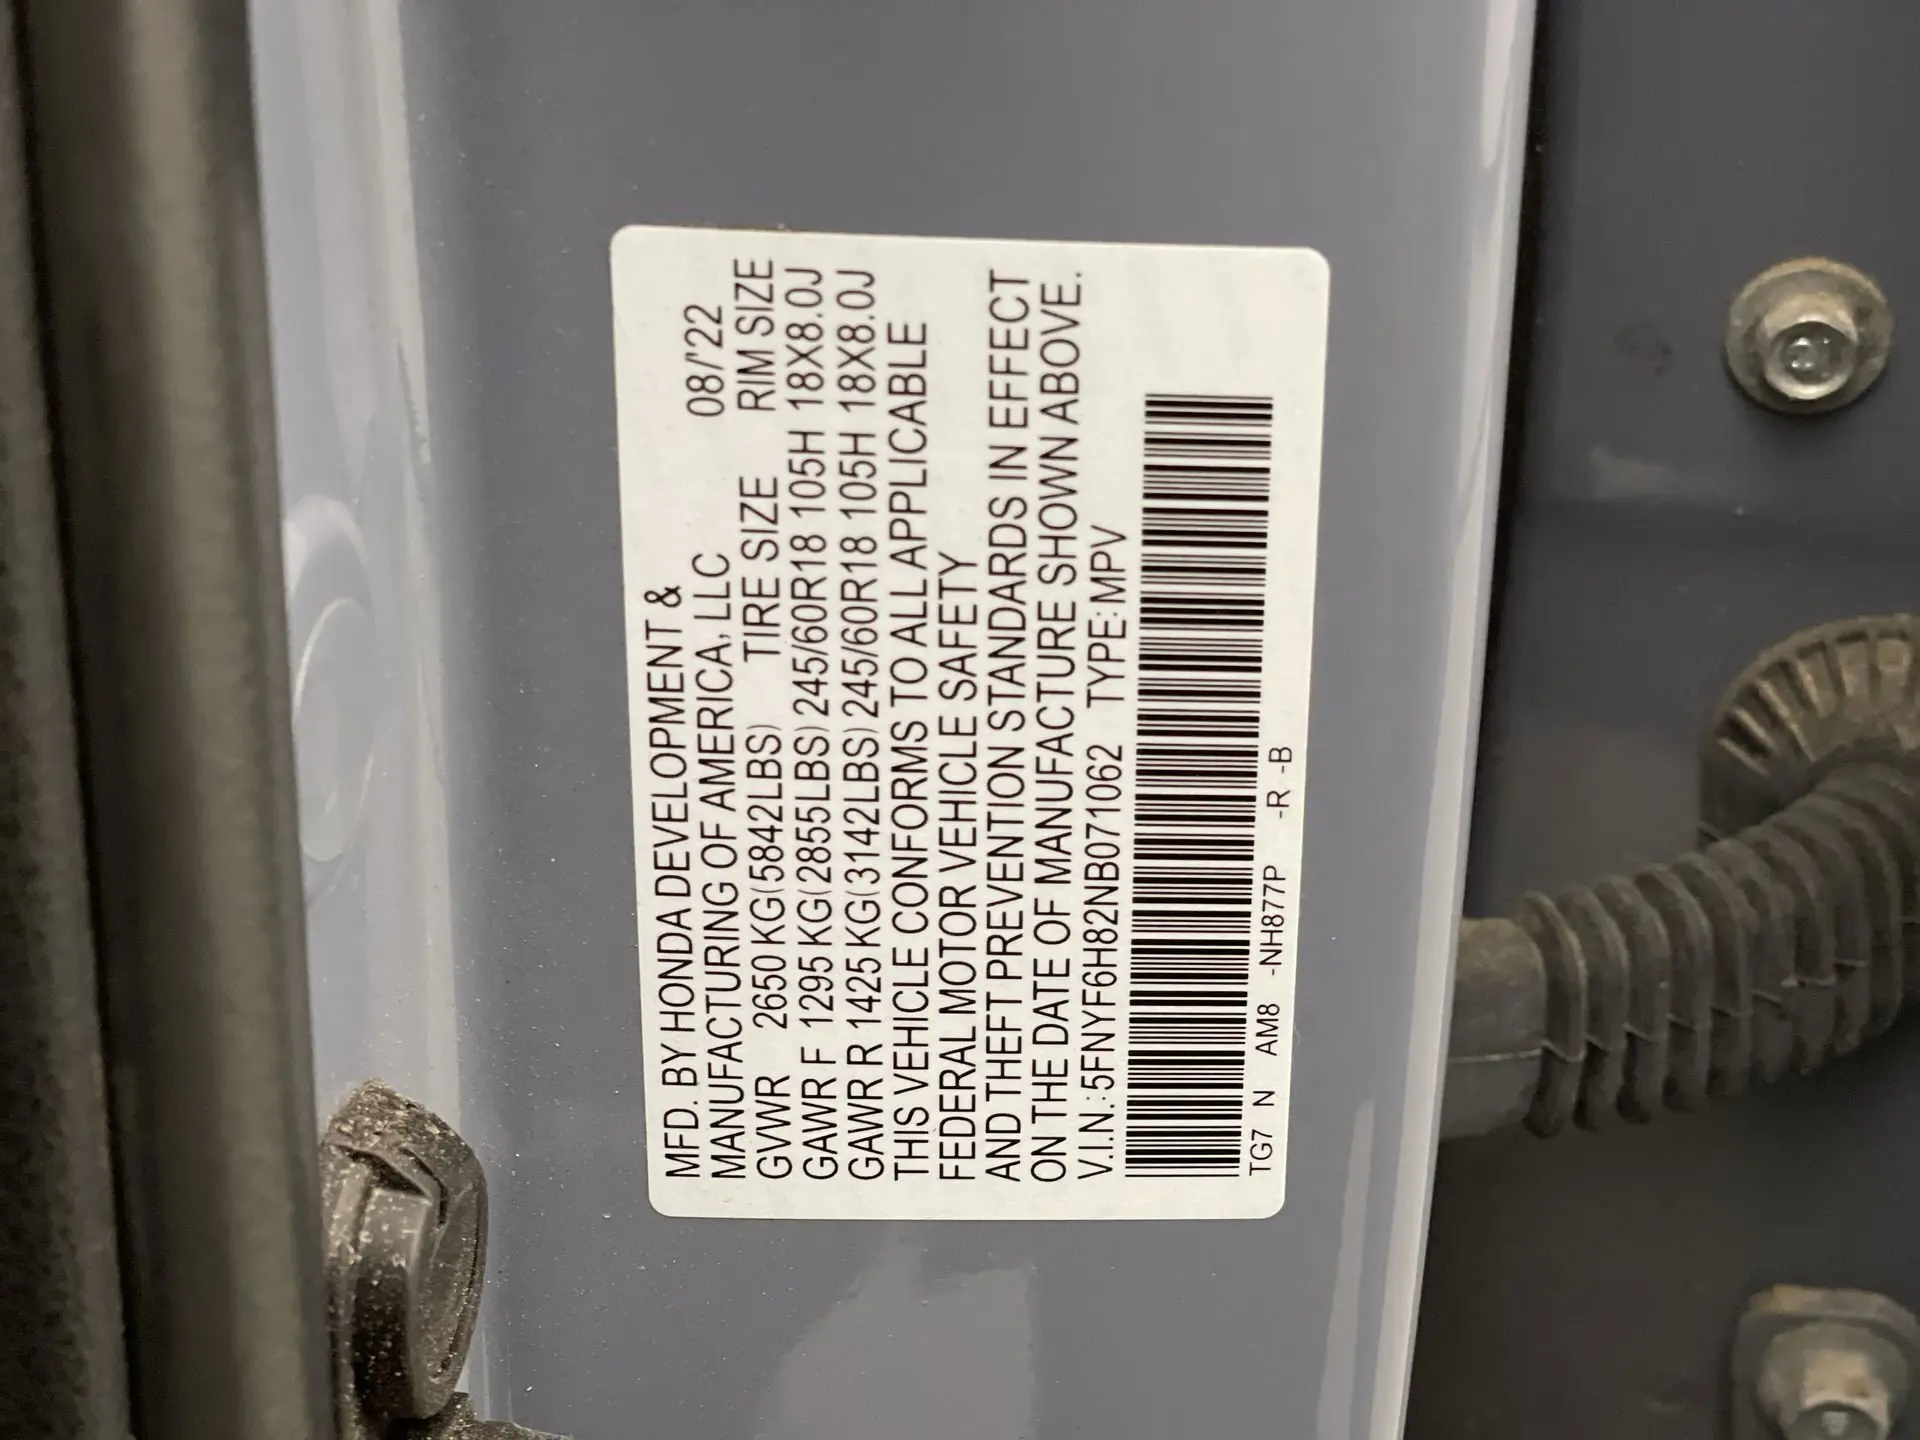 MFD. BY HONDA DEVELOPMENT &
MANUFACTURING OF AMERICA, LLC 08/'22
GVWR 2650 KG(5842LBS) TIRE SIZE RIM SIZE
GAWR F 1295 KG(2855LBS) 245/60R18 105H 18X8.0J
GAWR R 1425 KG(3142LBS) 245/60R18 105H 18X8.0J
THIS VEHICLE CONFORMS TO ALL APPLICABLE
FEDERAL MOTOR VEHICLE SAFETY
AND THEFT PREVENTION STANDARDS IN EFFECT
ON THE DATE OF MANUFACTURE SHOWN ABOVE.
V.I.N.:5FNYF6H82NB071062 TYPE:MPV
TG7 N AM8 -NH877P -R -B